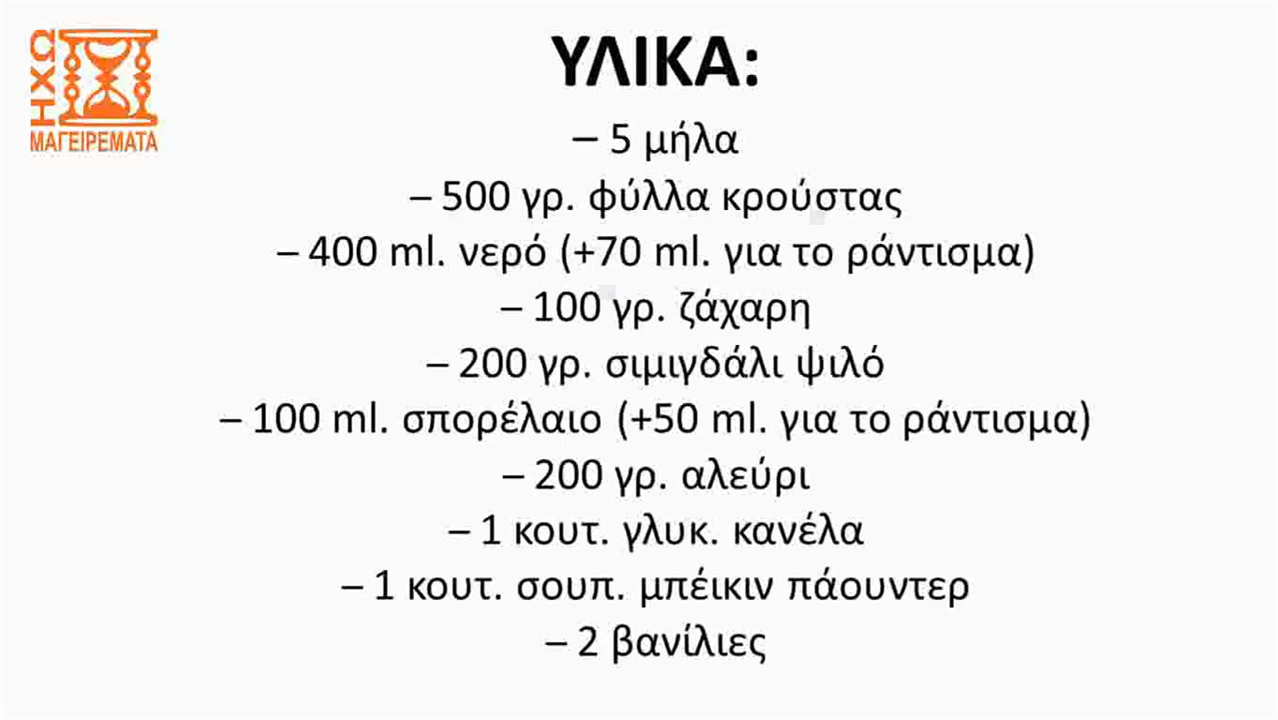 ΗΧΩ
ΜΑΓΕΙΡΕΜΑΤΑ
ΥΛΙΚΑ:
– 5 μήλα
– 500 γρ. φύλλα κρούστας
– 400 ml. νερό (+70 ml. για το ράντισμα)
– 100 γρ. ζάχαρη
– 200 γρ. σιμιγδάλι ψιλό
– 100 ml. σπορέλαιο (+50 ml. για το ράντισμα)
– 200 γρ. αλεύρι
– 1 κουτ. γλυκ. κανέλα
– 1 κουτ. σουπ. μπέικιν πάουντερ
– 2 βανίλιες